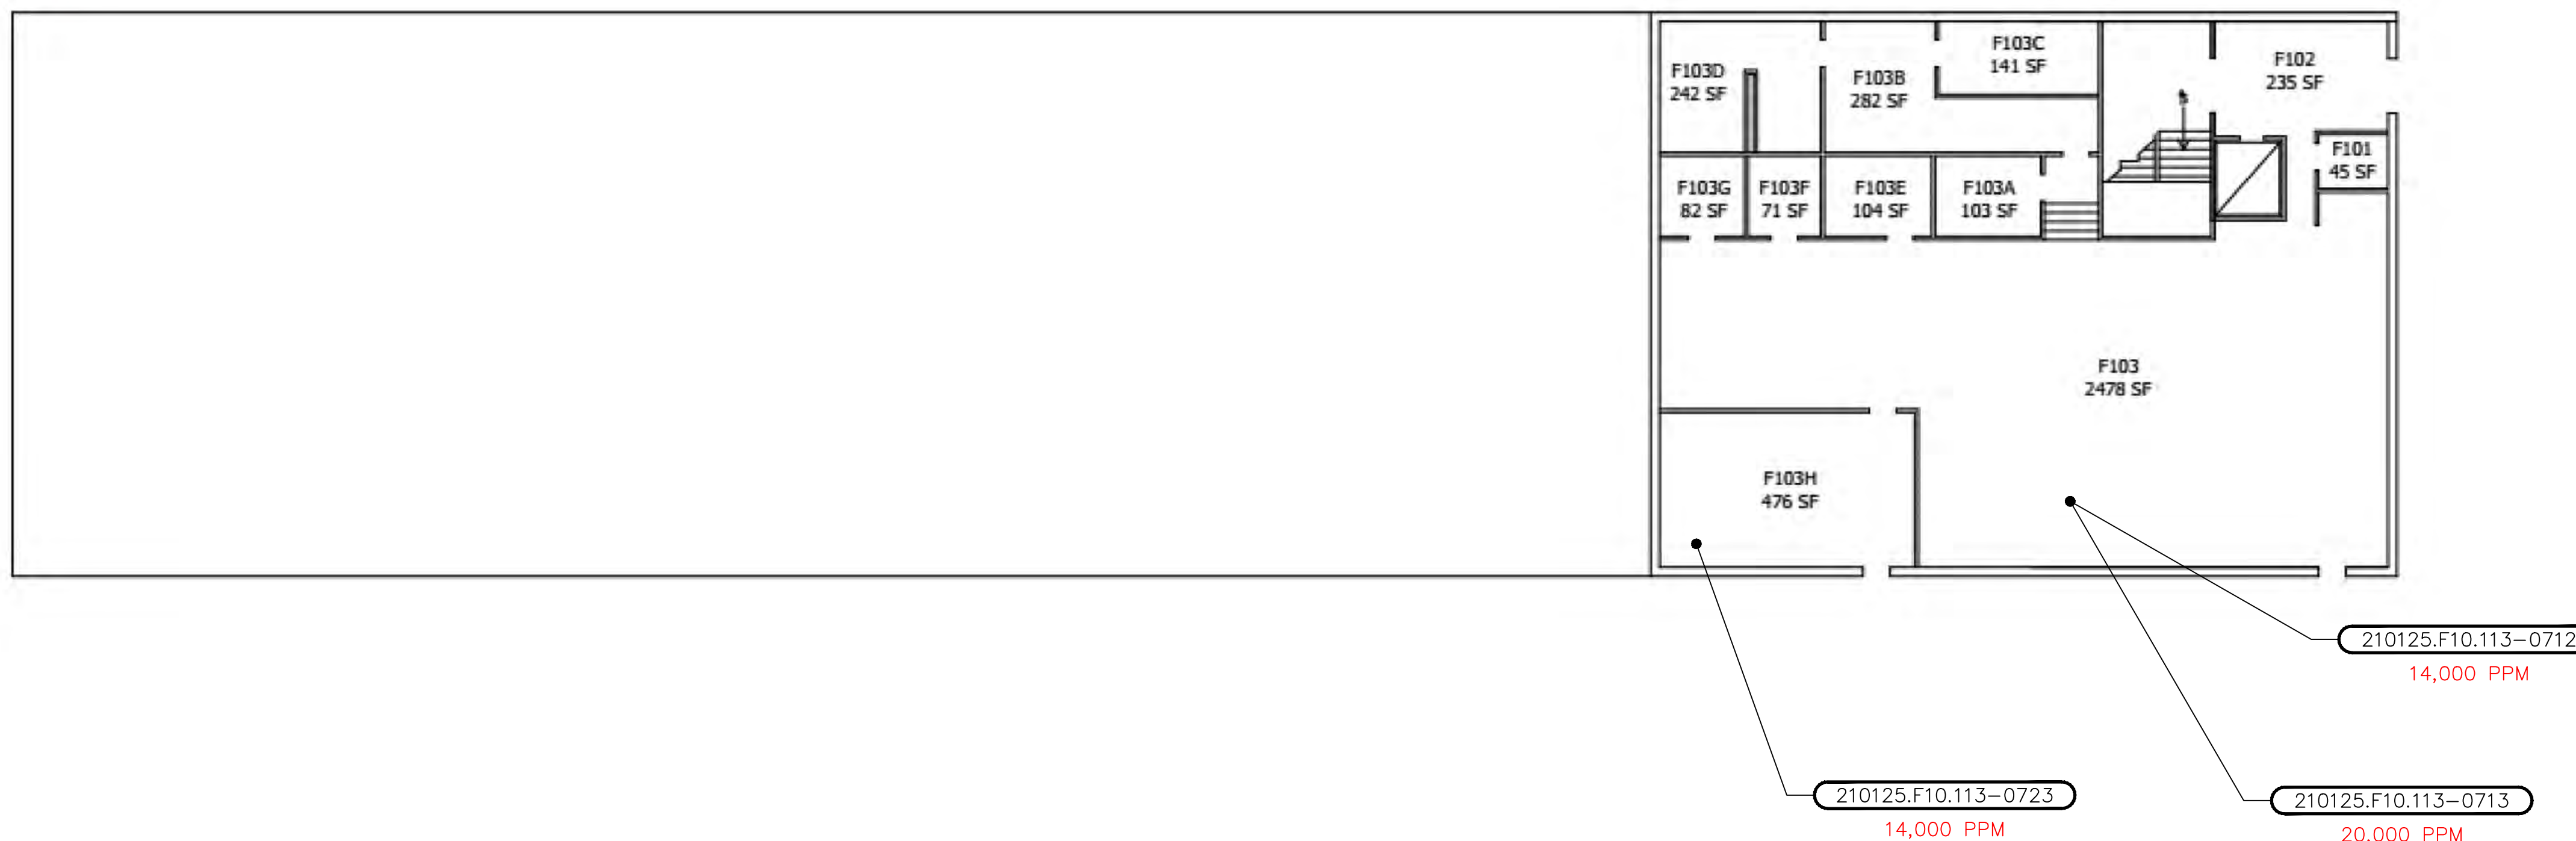 F103C
141 SF
F102
235 SF
F103D
242 SF
F103B
282 SF
F101
45 SF
F103G
82 SF
F103F
71 SF
F103E
104 SF
F103A
103 SF
F103
2478 SF
F103H
476 SF
210125.F10.113-0712
14,000 PPM
210125.F10.113-0723
14,000 PPM
210125.F10.113-0713
20,000 PPM